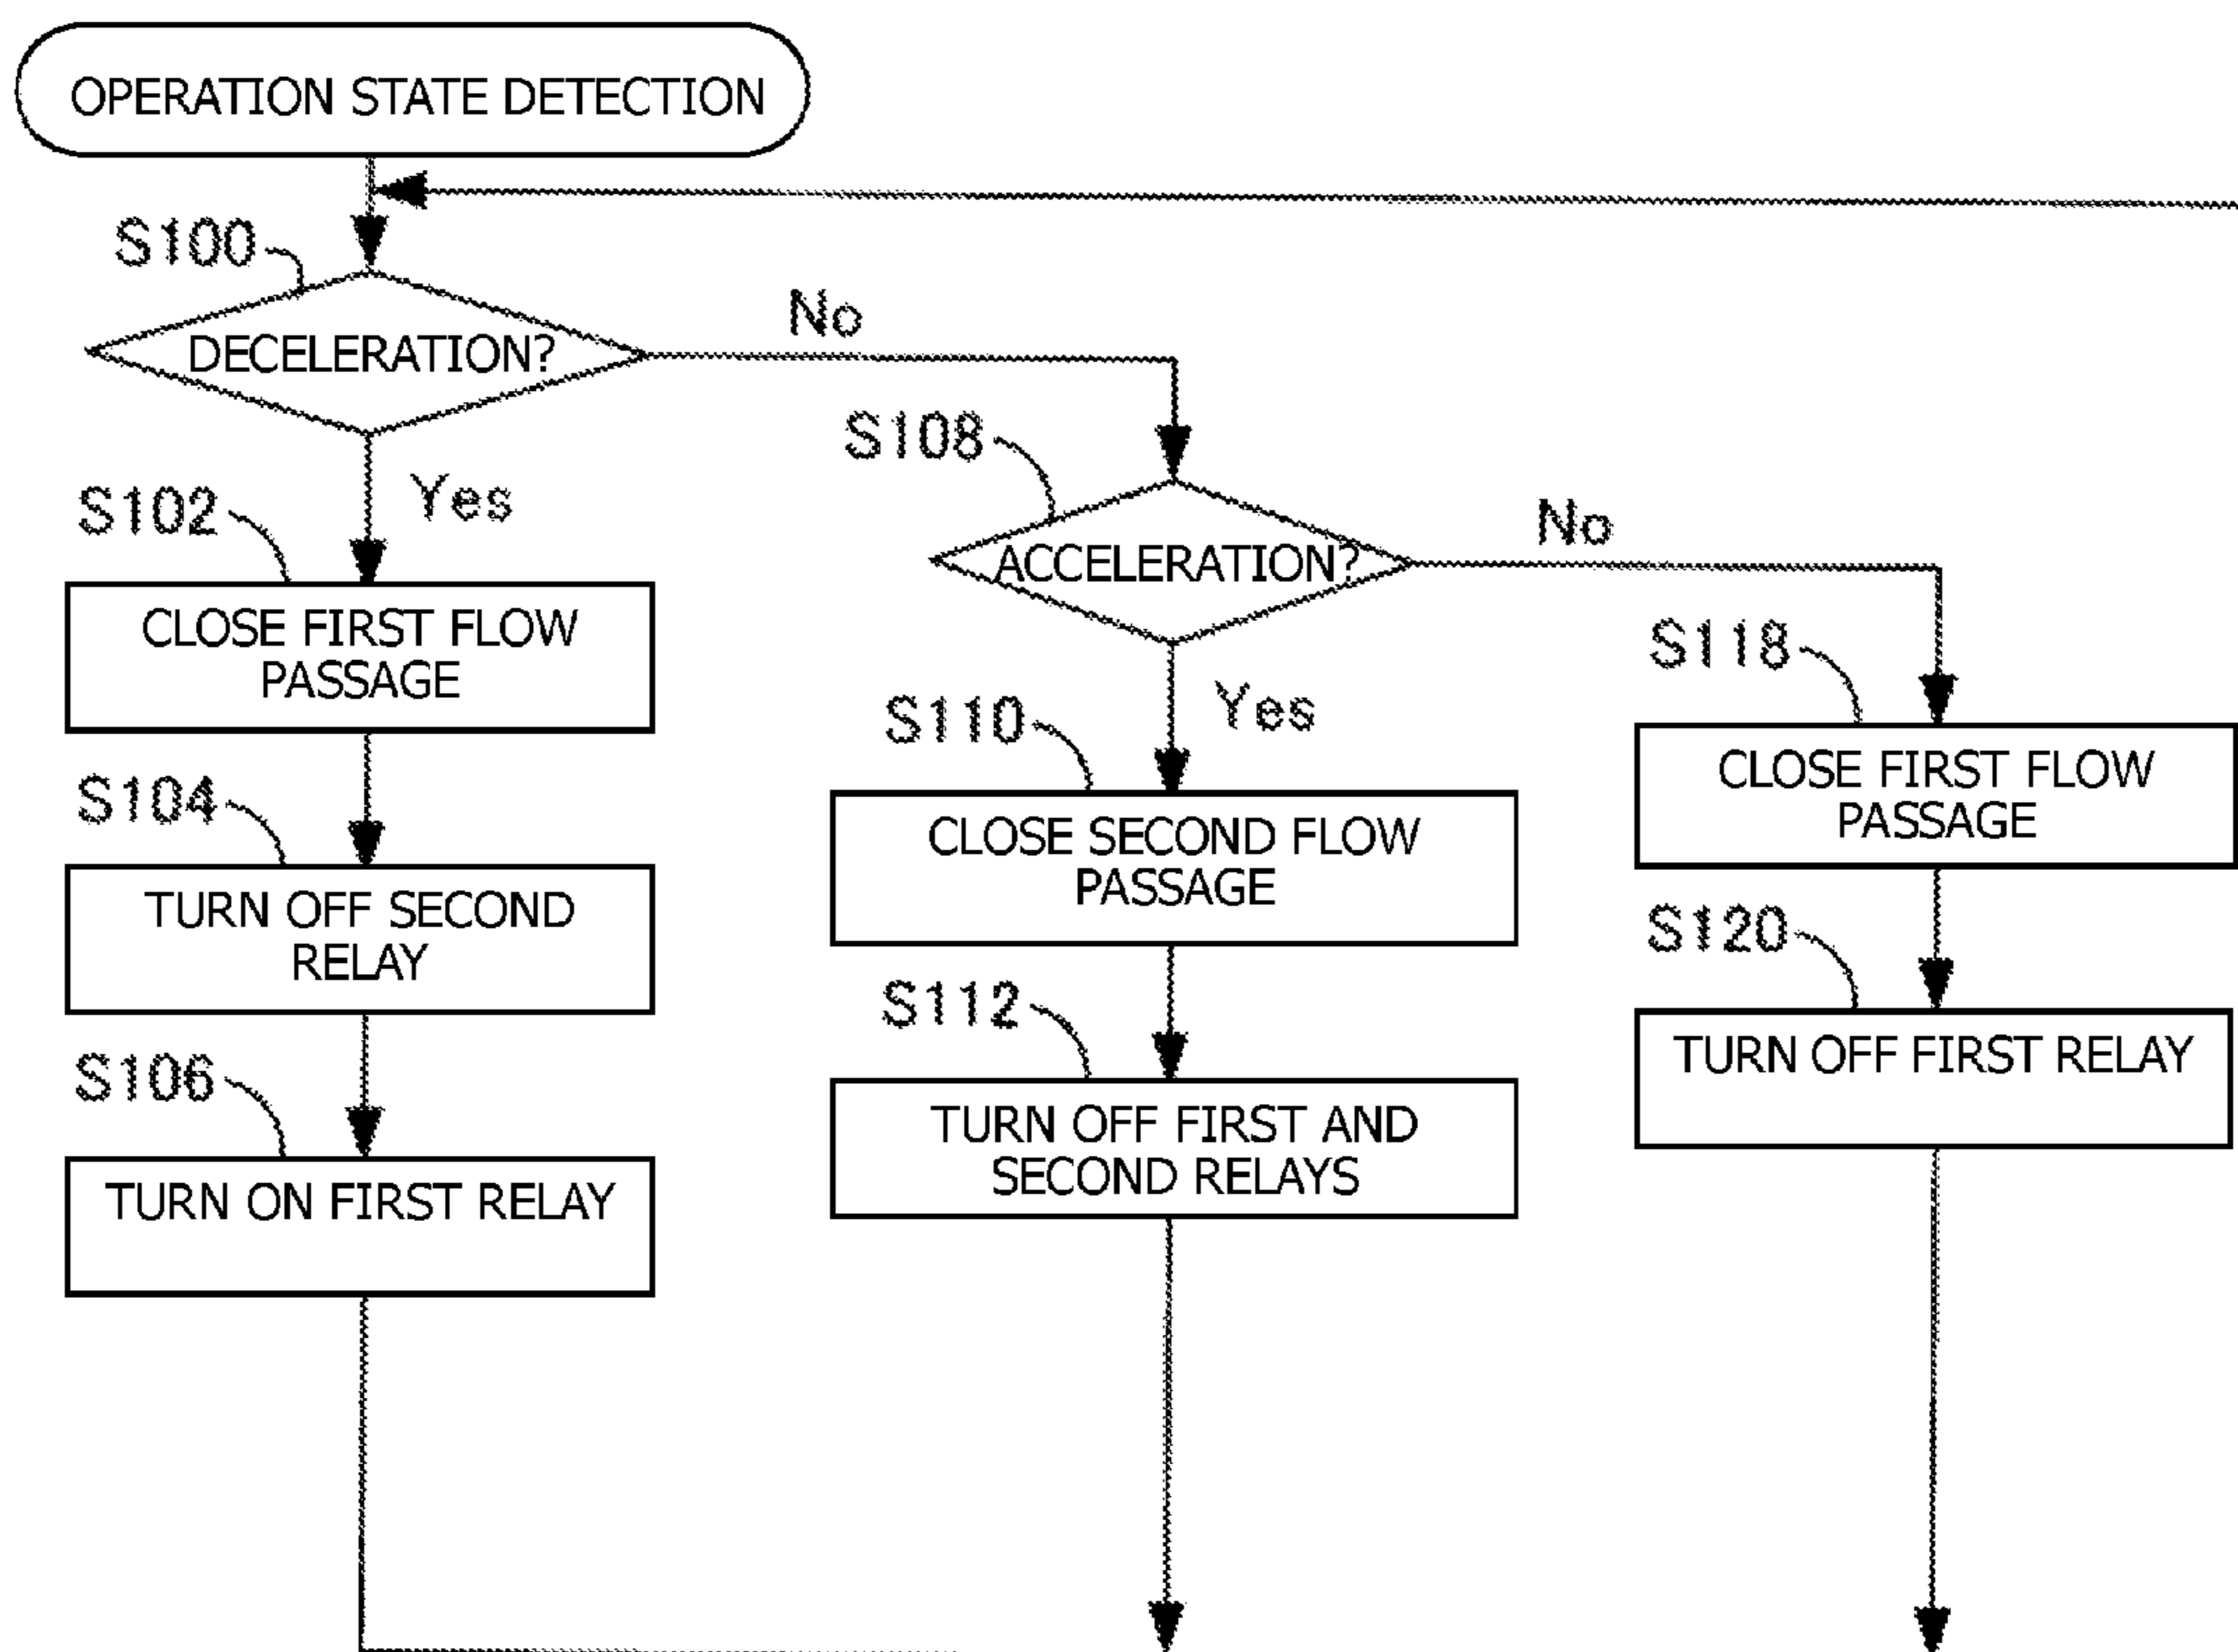 OPERATION STATE DETECTION
S100
DECELERATION?
No
Yes
S102
CLOSE FIRST FLOW
PASSAGE
S104
TURN OFF SECOND
RELAY
S106
TURN ON FIRST RELAY
S108
ACCELERATION?
No
Yes
S110
CLOSE SECOND FLOW
PASSAGE
S112
TURN OFF FIRST AND
SECOND RELAYS
S118
CLOSE FIRST FLOW
PASSAGE
S120
TURN OFF FIRST RELAY